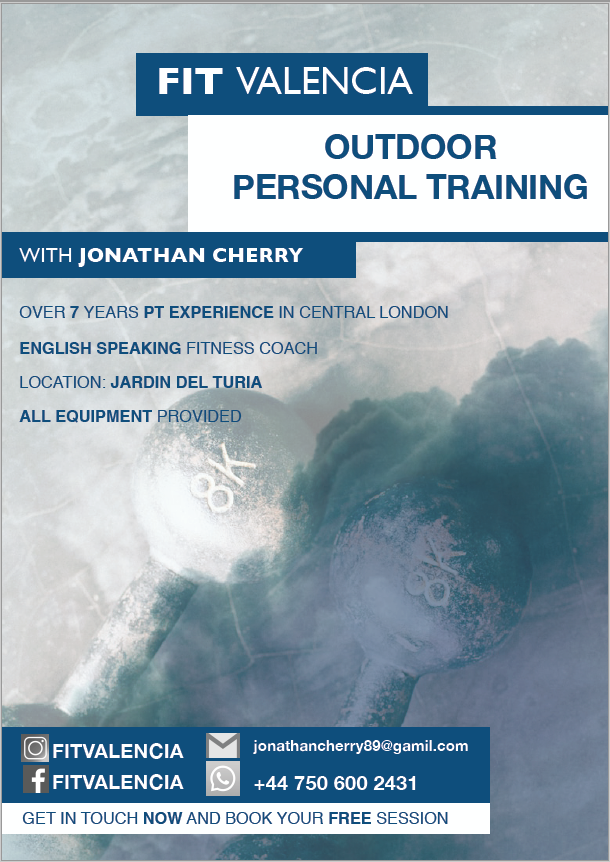 FIT VALENCIA
OUTDOOR
PERSONAL TRAINING
WITH JONATHAN CHERRY
OVER 7 YEARS PT EXPERIENCE IN CENTRAL LONDON
ENGLISH SPEAKING FITNESS COACH
LOCATION: JARDIN DEL TURIA
ALL EQUIPMENT PROVIDED
8K
8K
FITVALENCIA
jonathancherry89@gamil.com
FITVALENCIA
+44 750 600 2431
GET IN TOUCH NOW AND BOOK YOUR FREE SESSION